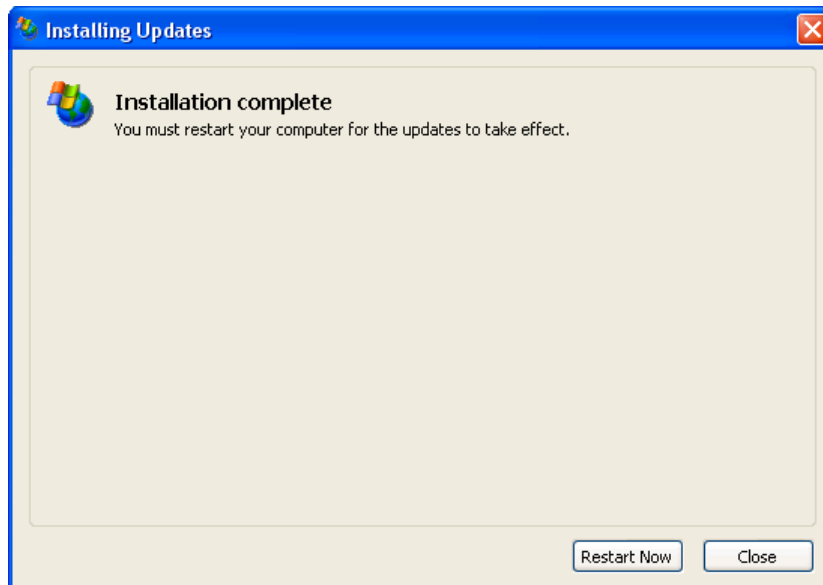 Installing Updates
Installation complete
You must restart your computer for the updates to take effect.
Restart Now
Close